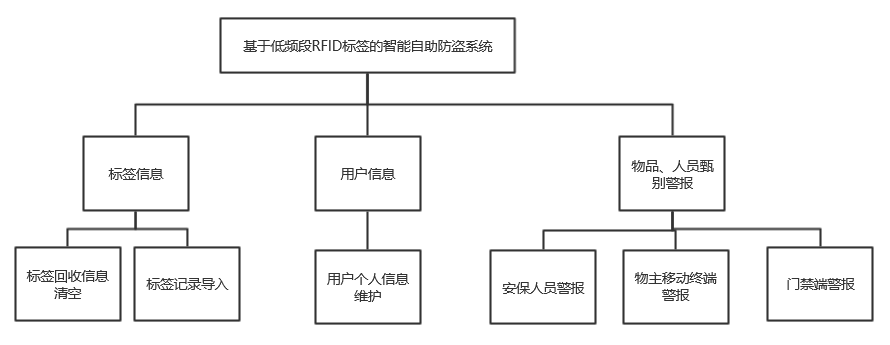 基于低频段RFID标签的智能自助防盗系统
标签信息
用户信息
物品、人员甄
别警报
标签回收信息
清空
标签记录导入
用户个人信息
维护
安保人员警报
物主移动终端
警报
门禁端警报